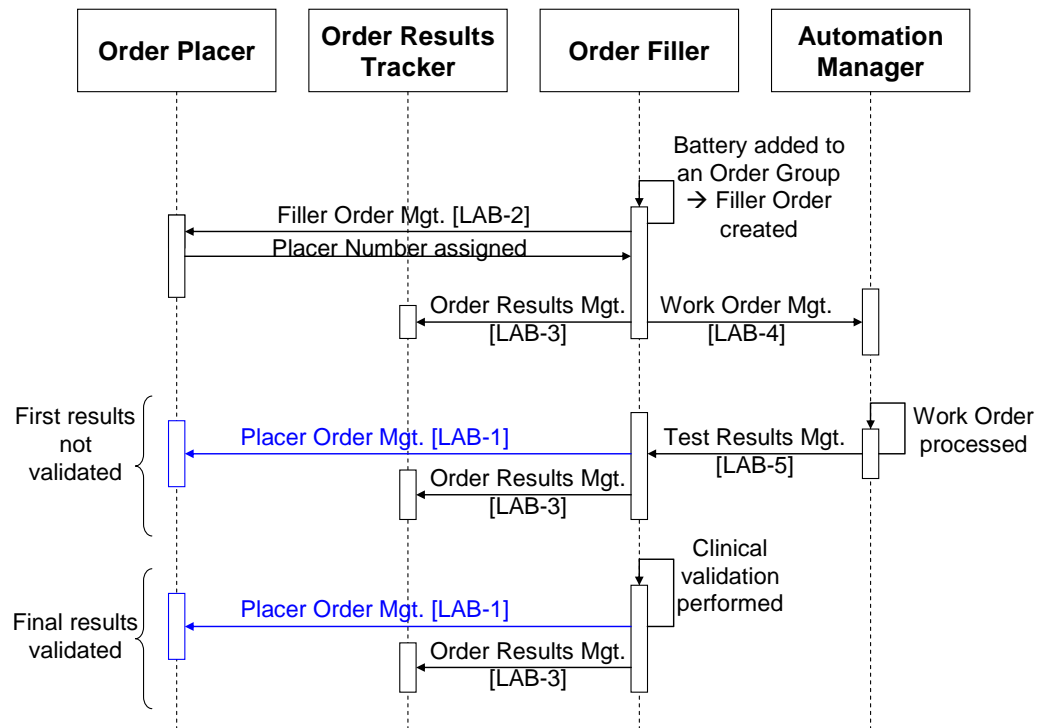 Order Placer
Order Results
Tracker
Order Filler
Automation
Manager
Battery added to
an Order Group
→ Filler Order
created
Filler Order Mgt. [LAB-2]
Placer Number assigned
Order Results Mgt.
[LAB-3]
Work Order Mgt.
[LAB-4]
First results
not
validated
Placer Order Mgt. [LAB-1]
Test Results Mgt.
[LAB-5]
Work Order
processed
Order Results Mgt.
[LAB-3]
Clinical
validation
performed
Final results
validated
Placer Order Mgt. [LAB-1]
Order Results Mgt.
[LAB-3]